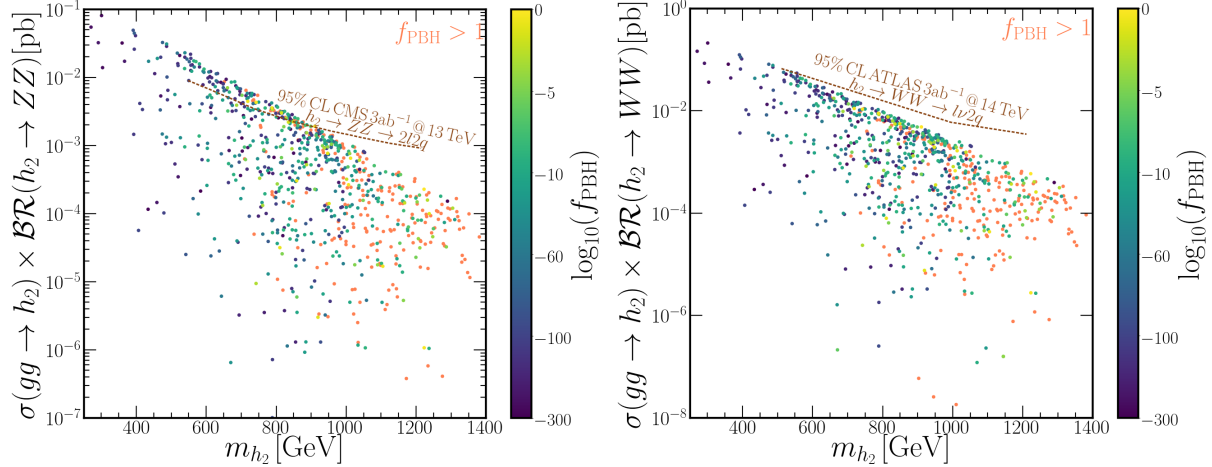 σ(gg → h₂) × BR(h₂ → ZZ)[pb]
10⁻¹
10⁻²
10⁻³
10⁻⁴
10⁻⁵
10⁻⁶
10⁻⁷
f_PBH > 1
95% CL CMS 3ab⁻¹ @ 13 TeV
h₂ → ZZ → 2l2q
400 600 800 1000 1200 1400
m_h₂ [GeV]
0
−5
−10
−60
−100
−300
log₁₀(f_PBH)
σ(gg → h₂) × BR(h₂ → WW)[pb]
10²
10⁰
10⁻²
10⁻⁴
10⁻⁶
10⁻⁸
f_PBH > 1
95% CL ATLAS 3ab⁻¹ @ 14 TeV
h₂ → WW → lν2q
400 600 800 1000 1200 1400
m_h₂ [GeV]
0
−5
−10
−60
−100
−300
log₁₀(f_PBH)